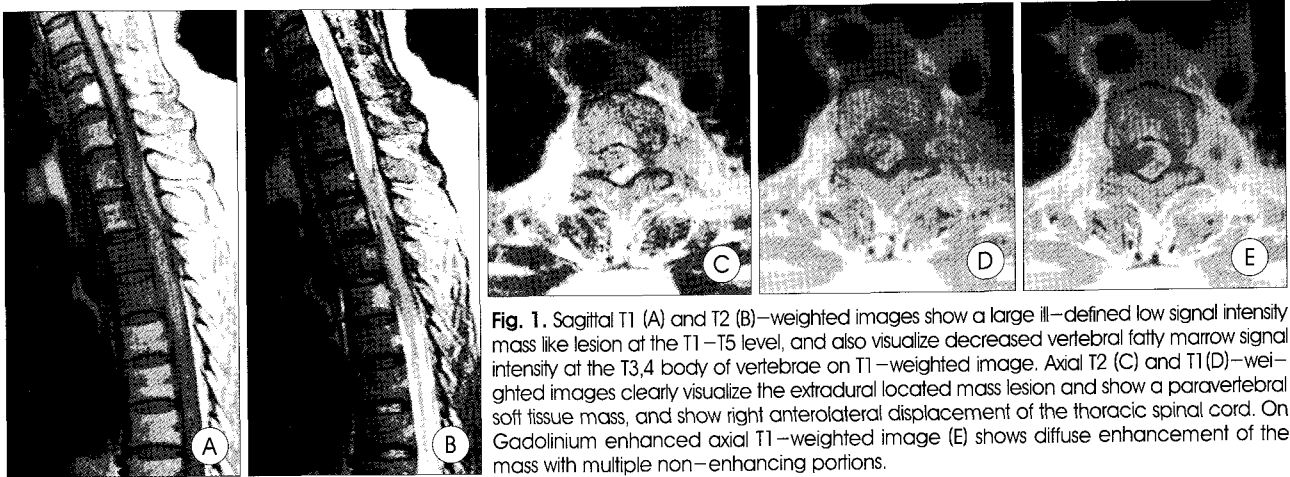 A
B
C
D
E
Fig. 1. Sagittal T1 (A) and T2 (B)-weighted images show a large ill-defined low signal intensity
mass like lesion at the T1-T5 level, and also visualize decreased vertebral fatty marrow signal
intensity at the T3,4 body of vertebrae on T1-weighted image. Axial T2 (C) and T1(D)-wei-
ghted images clearly visualize the extradural located mass lesion and show a paravertebral
soft tissue mass, and show right anterolateral displacement of the thoracic spinal cord. On
Gadolinium enhanced axial T1-weighted image (E) shows diffuse enhancement of the
mass with multiple non-enhancing portions.